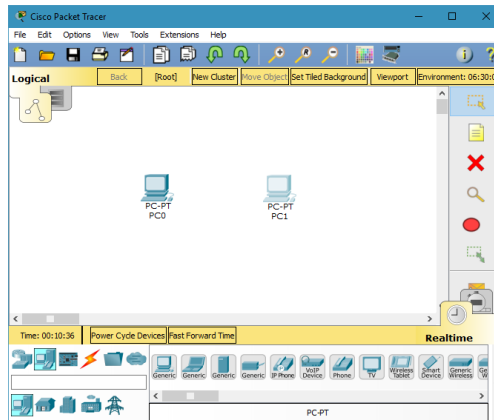 Cisco Packet Tracer
File Edit Options View Tools Extensions Help
Logical Back [Root] New Cluster Move Object Set Tiled Background Viewport Environment: 06:30:
PC-PT PC-PT
PC0 PC1
Time: 00:10:36 Power Cycle Devices Fast Forward Time Realtime
Generic Generic Generic Generic IP Phone VoIP Device Phone TV Wireless Tablet Smart Device Generic Wireless
PC-PT